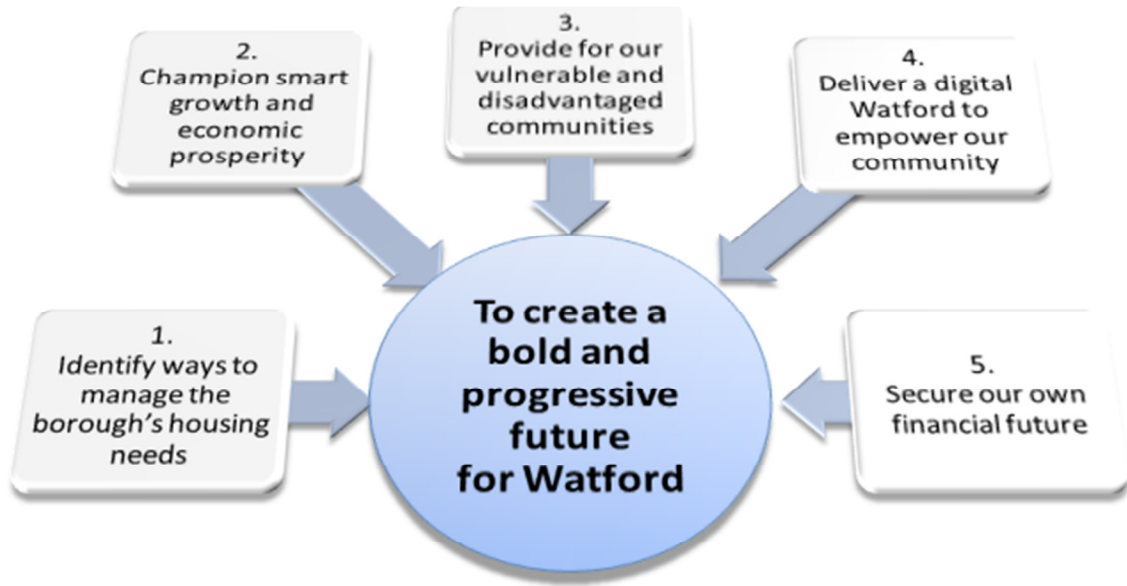 1.
Identify ways to
manage the
borough's housing
needs
2.
Champion smart
growth and
economic
prosperity
3.
Provide for our
vulnerable and
disadvantaged
communities
4.
Deliver a digital
Watford to
empower our
community
5.
Secure our own
financial future
To create a
bold and
progressive
future
for Watford